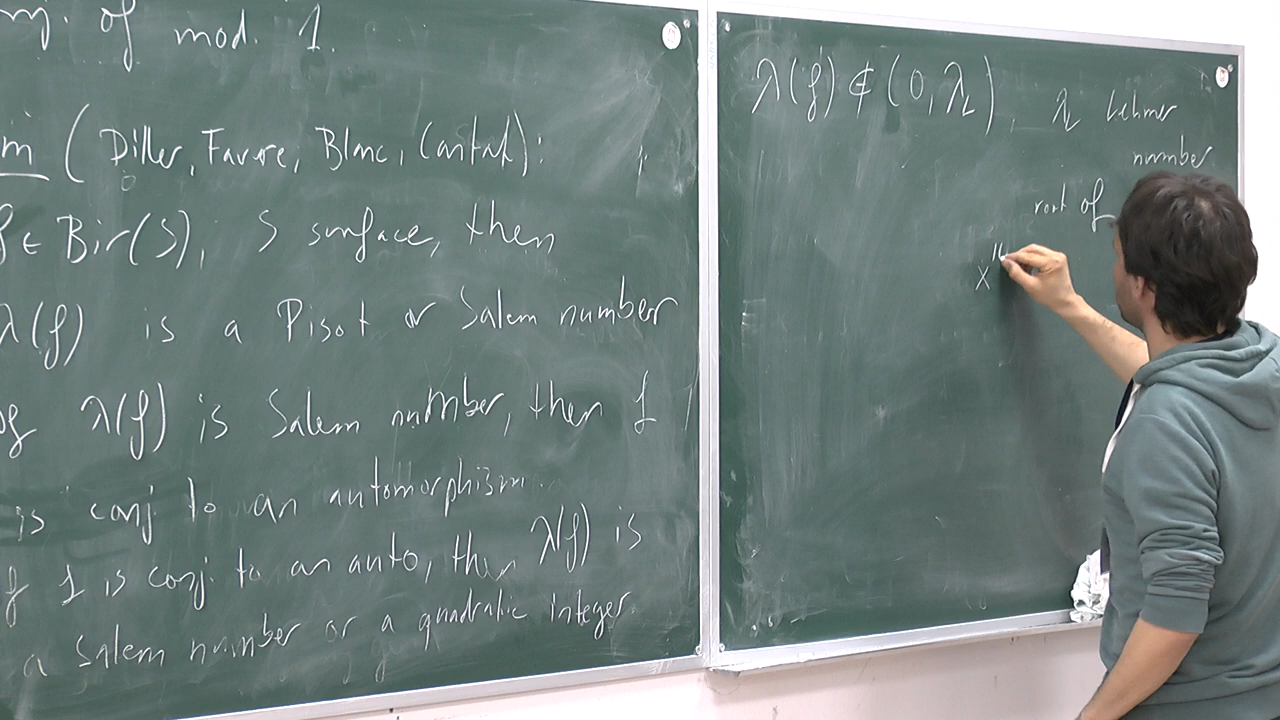 of mod. 1.
(Diller, Favre, Blanc, Cantat):
f ∈ Bir(S), S surface, then
λ(f) is a Pisot or Salem number
λ(f) is Salem number, then f
is conj to an automorphism.
f is conj. to an auto, then λ(f) is
a Salem number or a quadratic integer.
λ(f) ∉ (0, λ_L), λ_L Lehmer
number
root of
x